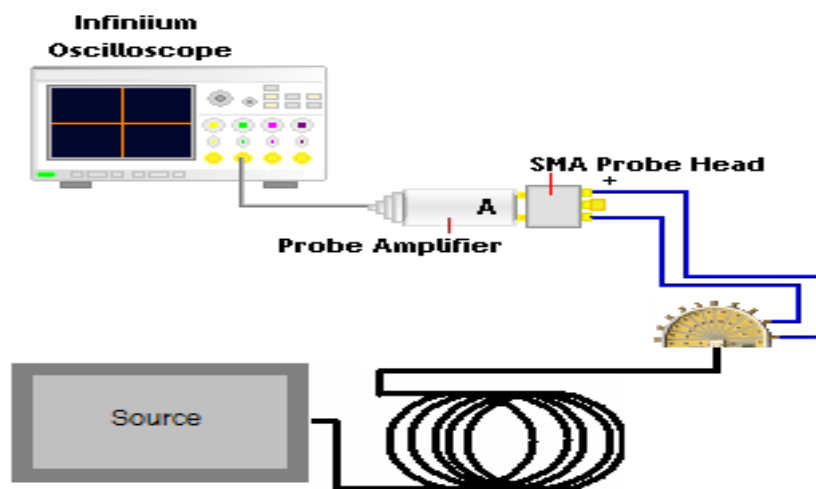 Infiniium
Oscilloscope
SMA Probe Head
+
A
Probe Amplifier
Source